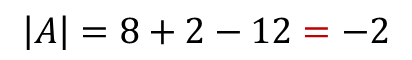 |A| = 8 + 2 − 12 = −2